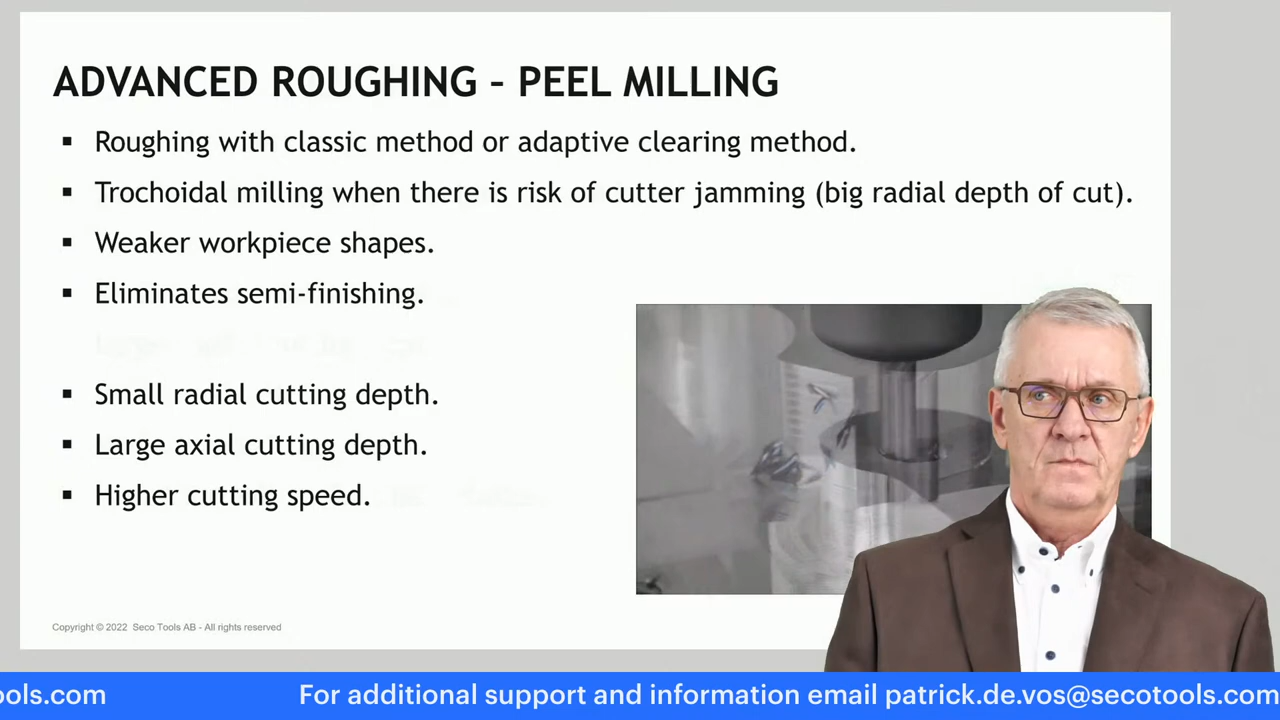 ADVANCED ROUGHING – PEEL MILLING
▪ Roughing with classic method or adaptive clearing method.
▪ Trochoidal milling when there is risk of cutter jamming (big radial depth of cut).
▪ Weaker workpiece shapes.
▪ Eliminates semi-finishing.
▪ Small radial cutting depth.
▪ Large axial cutting depth.
▪ Higher cutting speed.
Copyright © 2022 Seco Tools AB - All rights reserved
ools.com For additional support and information email patrick.de.vos@secotools.com